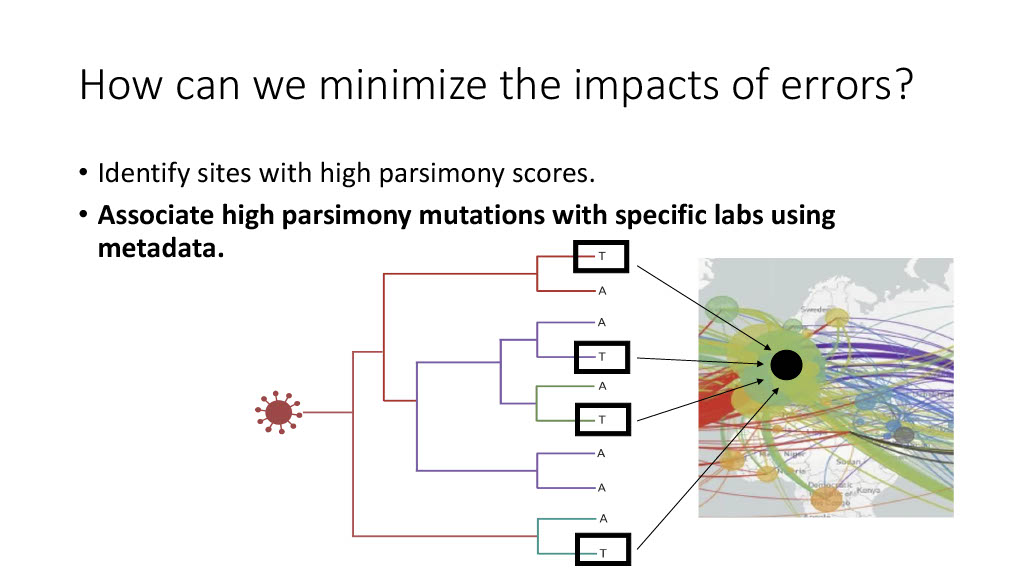 How can we minimize the impacts of errors?
• Identify sites with high parsimony scores.
• Associate high parsimony mutations with specific labs using
metadata.
T
A
A
T
A
T
A
A
A
T
Sweden
Niger
Sudan
Democratic
Kenya